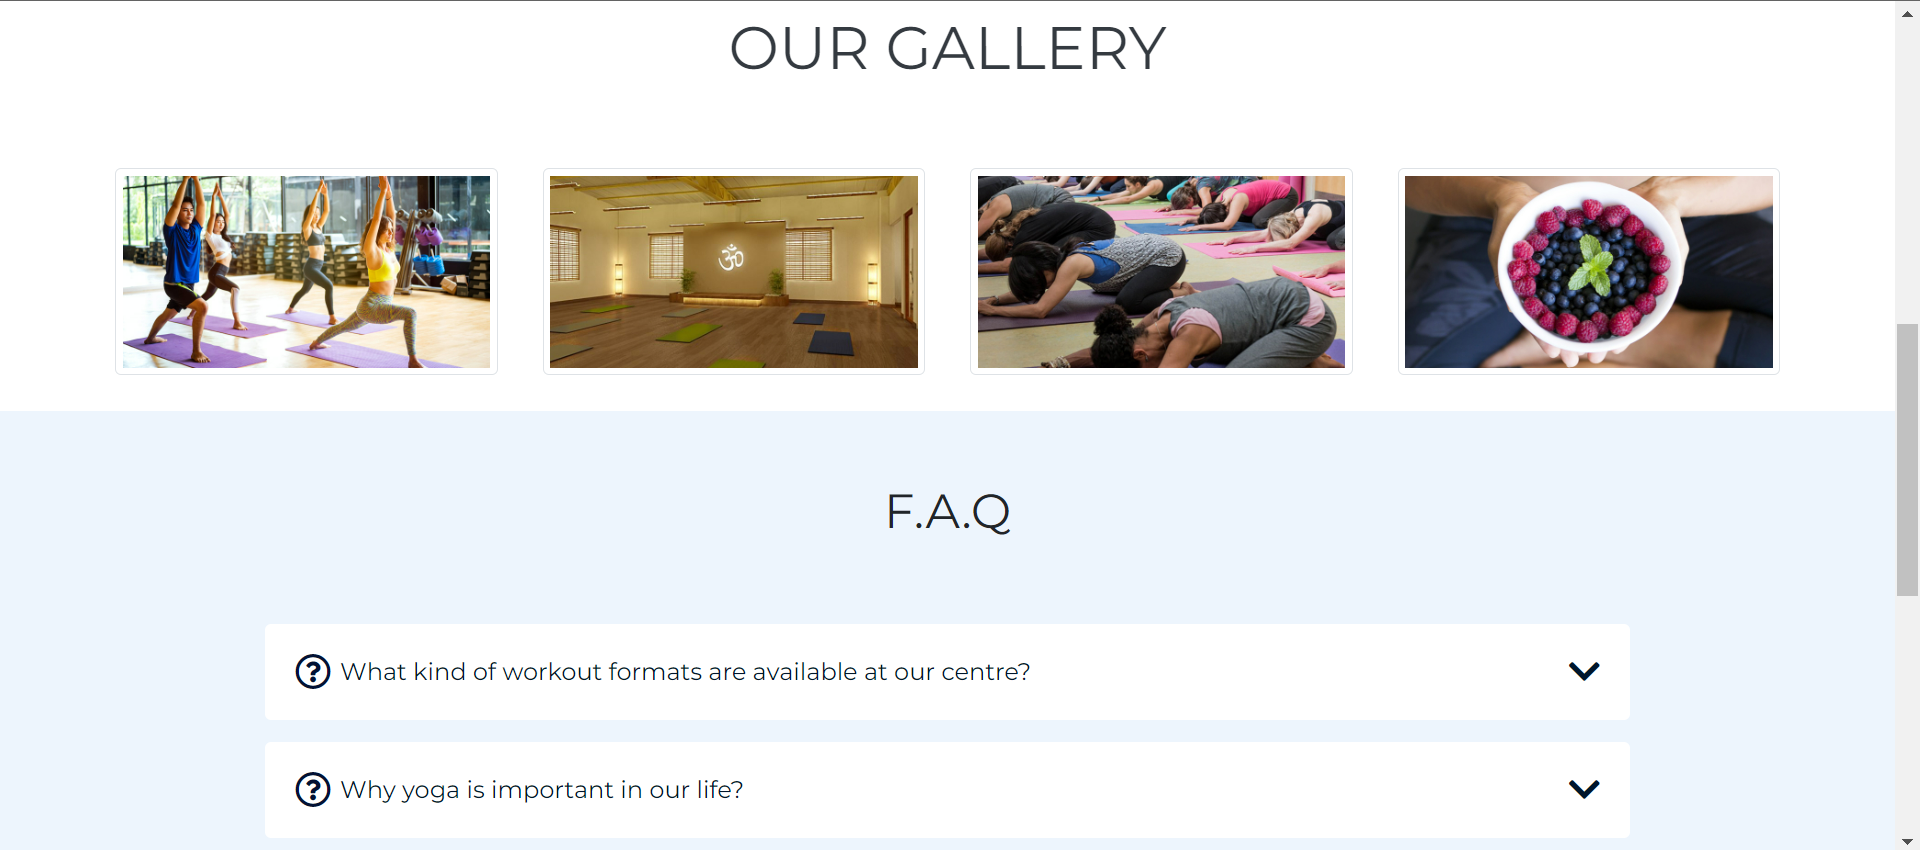 OUR GALLERY
ॐ
F.A.Q
What kind of workout formats are available at our centre?
Why yoga is important in our life?